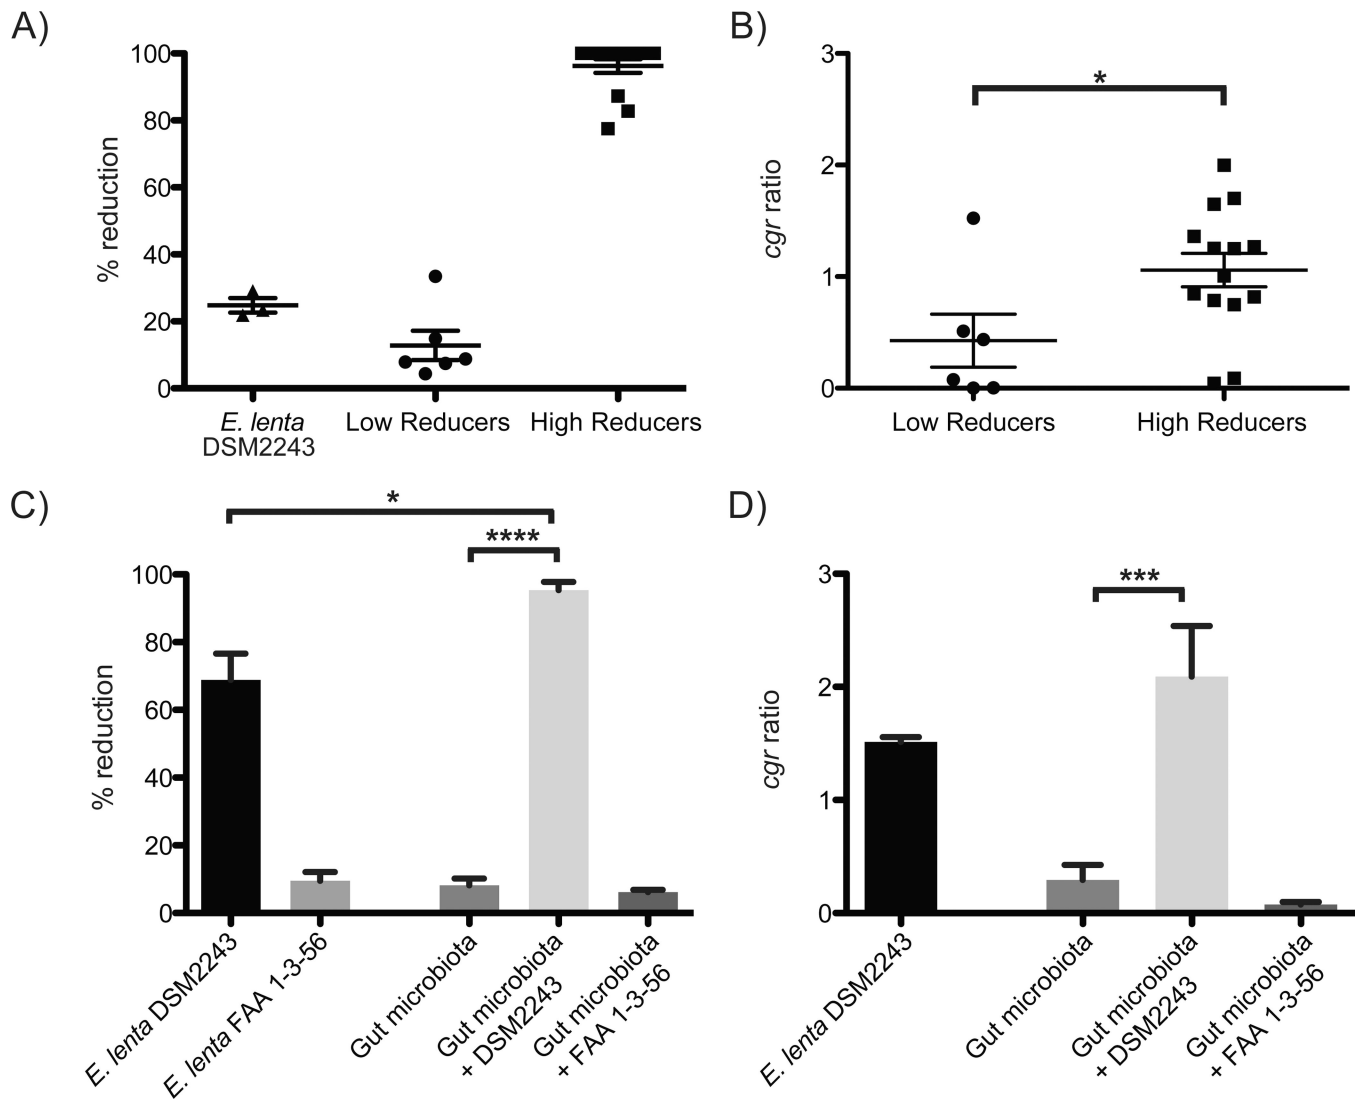 A)
% reduction
100
80
60
40
20
0
E. lenta
DSM2243
Low Reducers
High Reducers
B)
cgr ratio
3
2
1
0
*
Low Reducers
High Reducers
C)
% reduction
100
80
60
40
20
0
*
****
E. lenta DSM2243
E. lenta FAA 1-3-56
Gut microbiota
Gut microbiota
+ DSM2243
Gut microbiota
+ FAA 1-3-56
D)
cgr ratio
3
2
1
0
***
E. lenta DSM2243
Gut microbiota
Gut microbiota
+ DSM2243
Gut microbiota
+ FAA 1-3-56